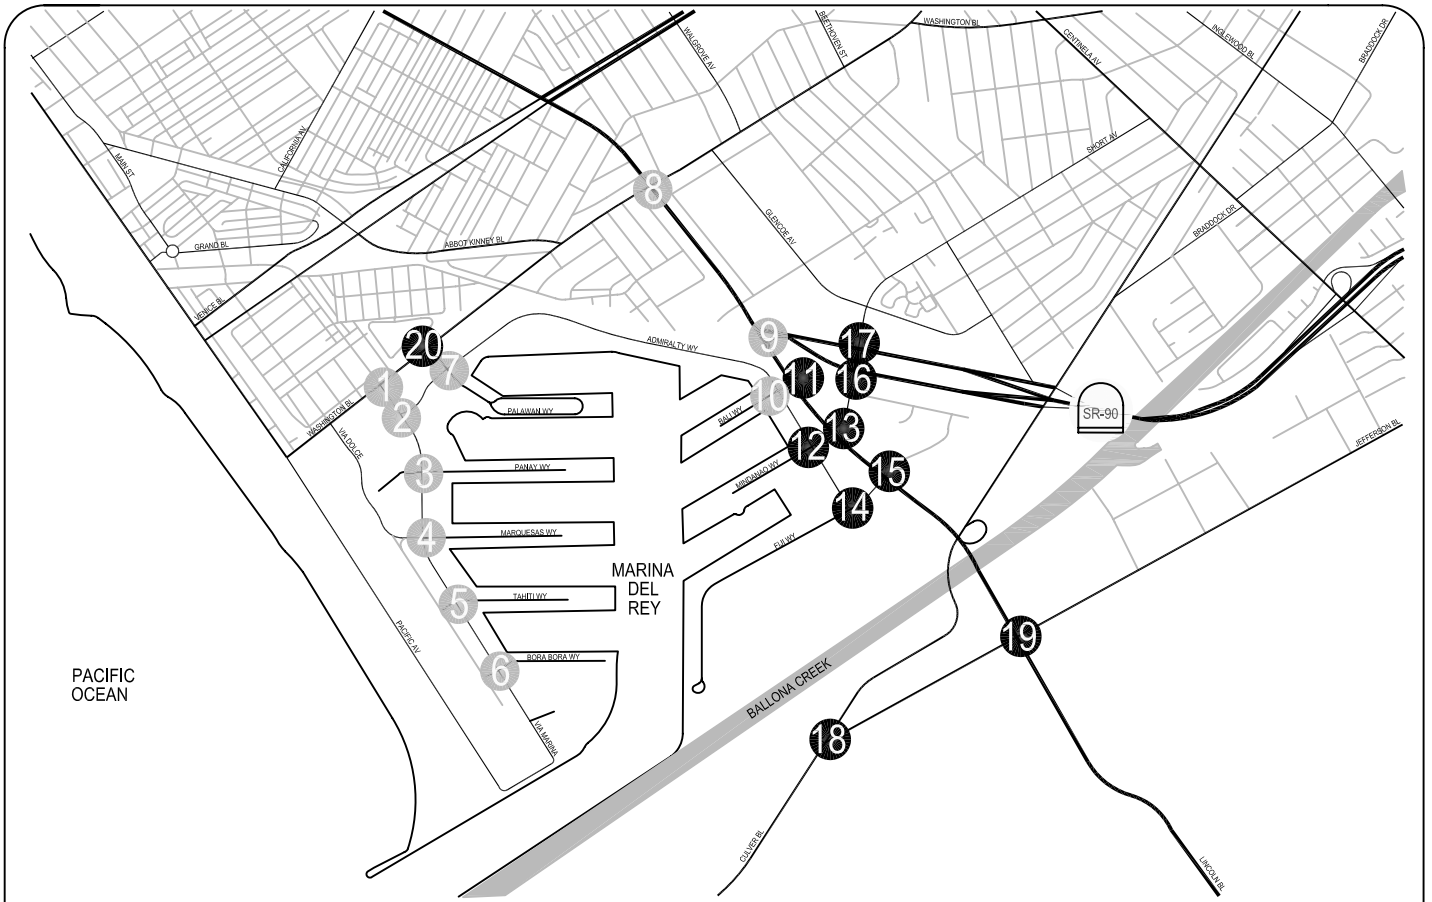 WASHINGTON BL
BEETHOVEN ST
WALGROVE AV
CENTINELA AV
INGLEWOOD BL
BRADDOCK DR
CALIFORNIA AV
MAIN ST
SHORT AV
8
GLENCOE AV
BRADDOCK DR
GRAND BL
ABBOT KINNEY BL
VENICE BL
20
7
ADMIRALTY WY
9
17
1
11
16
10
2
PALAWAN WY
BALI WY
SR-90
WASHINGTON BL
VIA DOLCE
13
12
JEFFERSON BL
3
PANAY WY
MINDANAO WY
15
14
4
MARQUESAS WY
FIJI WY
MARINA
DEL
REY
5
TAHITI WY
PACIFIC AV
19
6
BORA BORA WY
PACIFIC
OCEAN
BALLONA CREEK
VIA MARINA
18
CULVER BL
LINCOLN BL